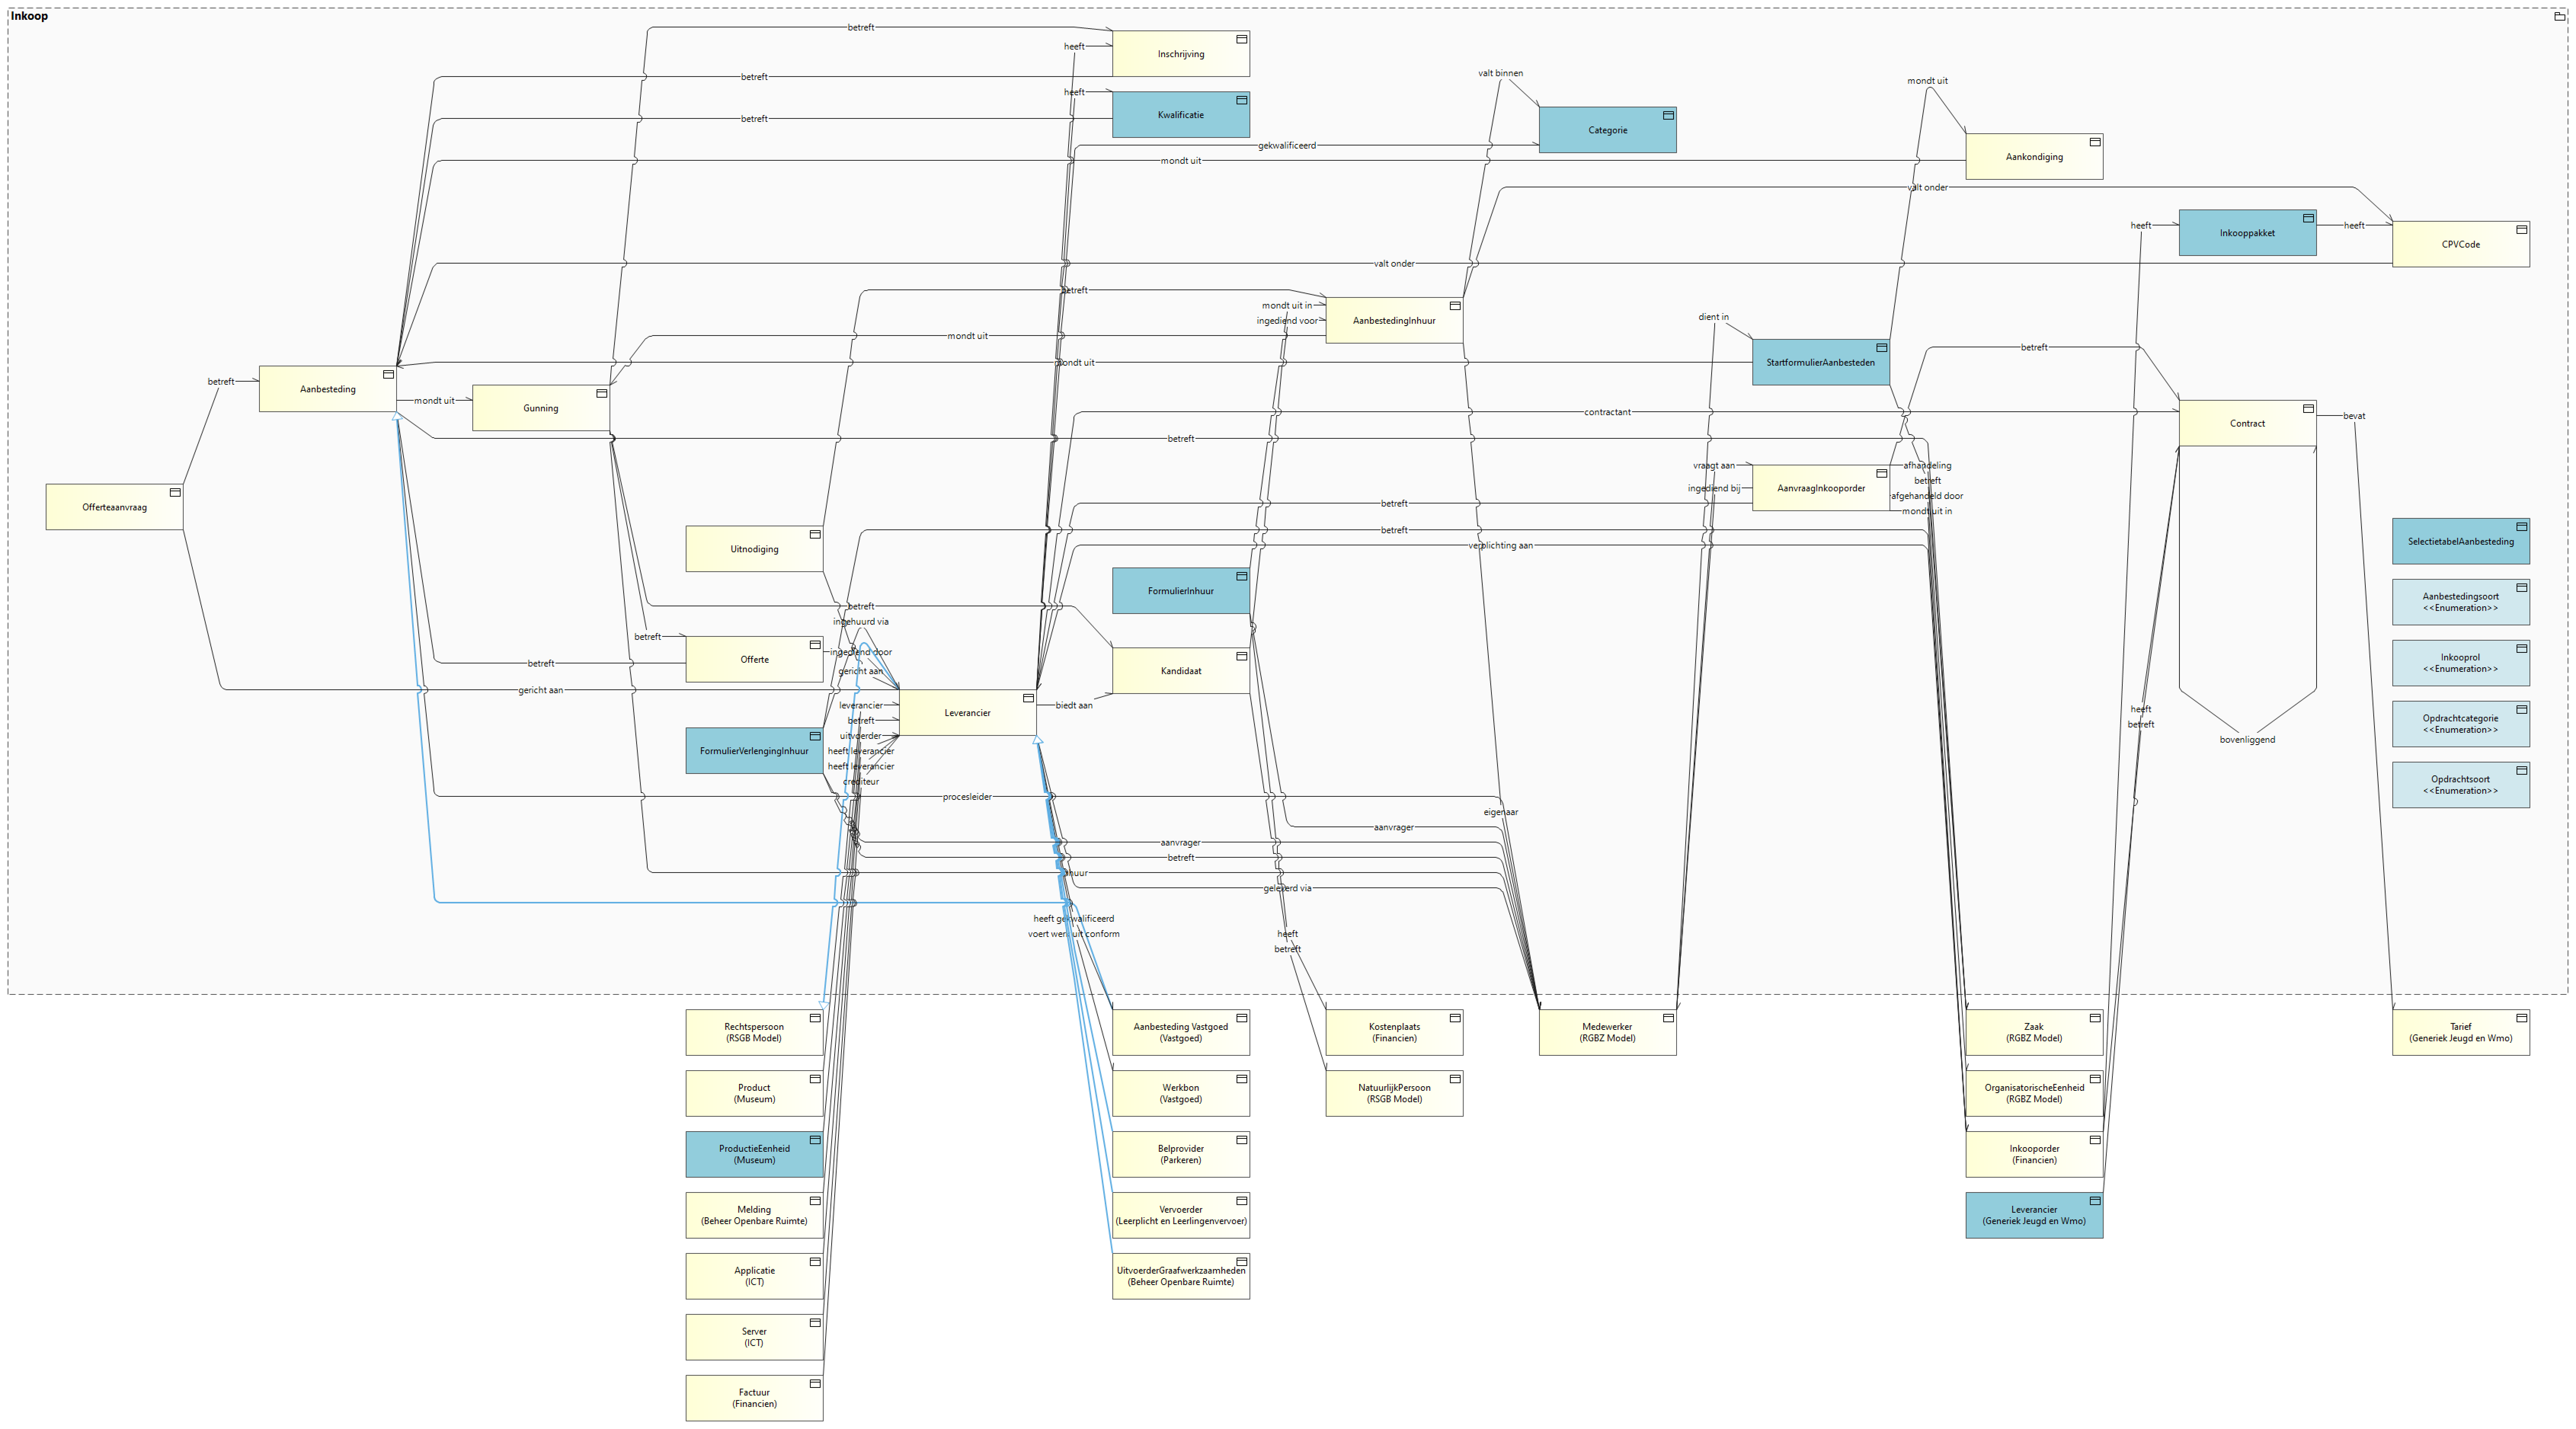 Inkoop
betreft
heeft
Inschrijving
betreft
valt binnen
mondt uit
heeft
Kwalificatie
betreft
Categorie
gekwalificeerd
mondt uit
Aankondiging
valt onder
heeft
Inkooppakket
heeft
CPVCode
valt onder
betreft
mondt uit in
ingediend voor
AanbestedingInhuur
mondt uit
dient in
betreft
mondt uit
StartformulierAanbesteden
betreft
Aanbesteding
mondt uit
Gunning
contractant
Contract
bevat
betreft
vraagt aan
afhandeling
betreft
ingediend bij
AanvraagInkooporder
afgehandeld door
betreft
mondt uit in
Offerteaanvraag
betreft
verplichting aan
SelectietabelAanbesteding
Uitnodiging
FormulierInhuur
Aanbestedingsoort
<<Enumeration>>
betreft
ingehuurd via
betreft
Offerte
ingediend door
betreft
gericht aan
Kandidaat
Inkooprol
<<Enumeration>>
gericht aan
leverancier
Leverancier
biedt aan
betreft
uitvoerder
heeft leverancier
heeft leverancier
crediteur
FormulierVerlengingInhuur
heeft
betreft
bovenliggend
Opdrachtcategorie
<<Enumeration>>
Opdrachtsoort
<<Enumeration>>
procesleider
eigenaar
aanvrager
aanvrager
betreft
geleverd via
heeft gekwalificeerd
voert werk uit conform
heeft
betreft
Rechtspersoon
(RSGB Model)
Aanbesteding Vastgoed
(Vastgoed)
Kostenplaats
(Financien)
Medewerker
(RGBZ Model)
Zaak
(RGBZ Model)
Tarief
(Generiek Jeugd en Wmo)
Product
(Museum)
Werkbon
(Vastgoed)
NatuurlijkPersoon
(RSGB Model)
OrganisatorischeEenheid
(RGBZ Model)
ProductieEenheid
(Museum)
Belprovider
(Parkeren)
Inkooporder
(Financien)
Melding
(Beheer Openbare Ruimte)
Vervoerder
(Leerplicht en Leerlingenvervoer)
Leverancier
(Generiek Jeugd en Wmo)
Applicatie
(ICT)
UitvoerderGraafwerkzaamheden
(Beheer Openbare Ruimte)
Server
(ICT)
Factuur
(Financien)